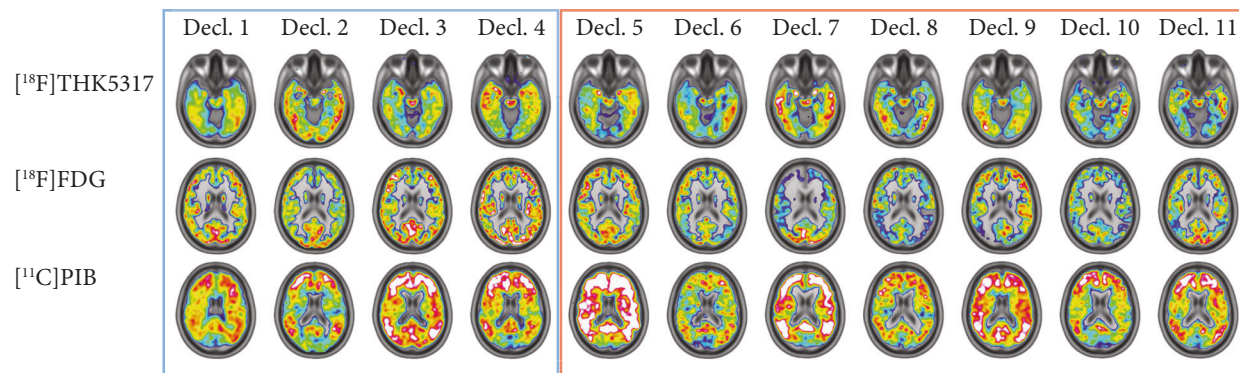 Decl. 1 Decl. 2 Decl. 3 Decl. 4 Decl. 5 Decl. 6 Decl. 7 Decl. 8 Decl. 9 Decl. 10 Decl. 11
[¹⁸F]THK5317
[¹⁸F]FDG
[¹¹C]PIB